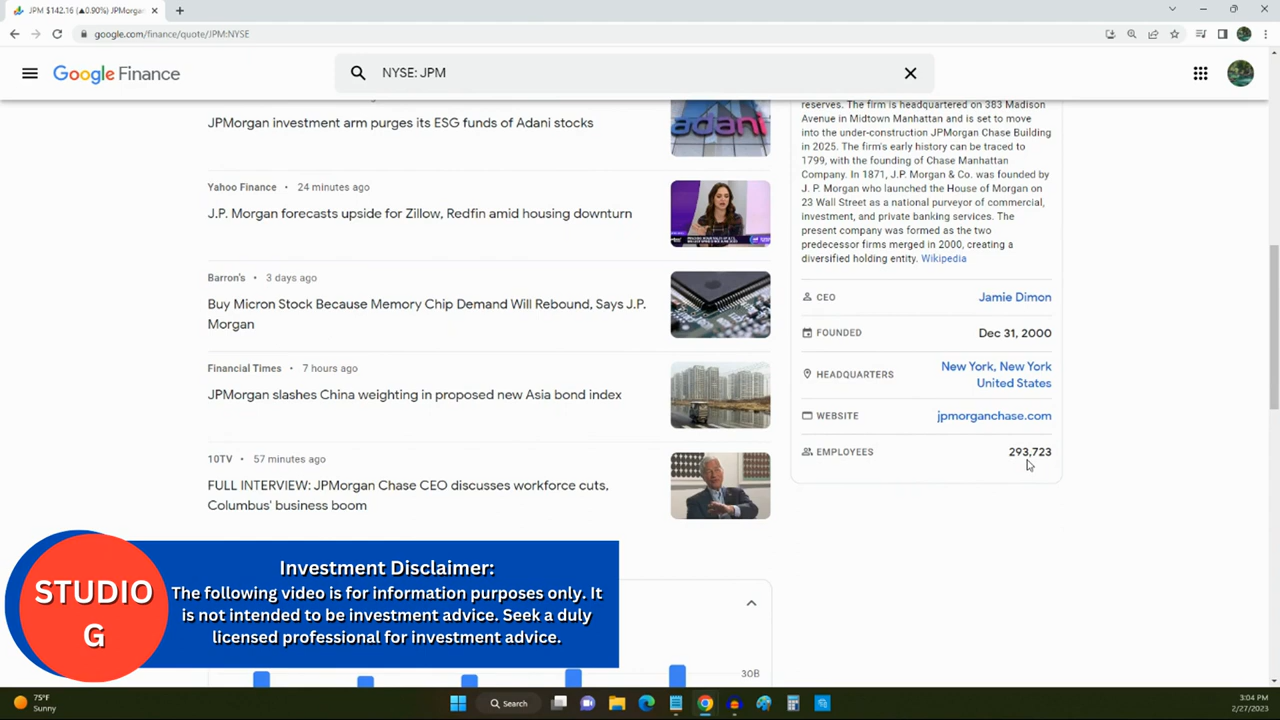 JPM $142.16 (▲0.90%) JPMorgan
google.com/finance/quote/JPM:NYSE
Google Finance
NYSE: JPM
JPMorgan investment arm purges its ESG funds of Adani stocks
adani
Yahoo Finance • 24 minutes ago
J.P. Morgan forecasts upside for Zillow, Redfin amid housing downturn
Barron's • 3 days ago
Buy Micron Stock Because Memory Chip Demand Will Rebound, Says J.P.
Morgan
Financial Times • 7 hours ago
JPMorgan slashes China weighting in proposed new Asia bond index
10TV • 57 minutes ago
FULL INTERVIEW: JPMorgan Chase CEO discusses workforce cuts,
Columbus' business boom
reserves. The firm is headquartered on 383 Madison
Avenue in Midtown Manhattan and is set to move
into the under-construction JPMorgan Chase Building
in 2025. The firm's early history can be traced to
1799, with the founding of Chase Manhattan
Company. In 1871, J.P. Morgan & Co. was founded by
J. P. Morgan who launched the House of Morgan on
23 Wall Street as a national purveyor of commercial,
investment, and private banking services. The
present company was formed as the two
predecessor firms merged in 2000, creating a
diversified holding entity. Wikipedia
CEO Jamie Dimon
FOUNDED Dec 31, 2000
HEADQUARTERS New York, New York
United States
WEBSITE jpmorganchase.com
EMPLOYEES 293,723
30B
STUDIO
G
Investment Disclaimer:
The following video is for information purposes only. It
is not intended to be investment advice. Seek a duly
licensed professional for investment advice.
75°F
Sunny
Search
3:04 PM
2/27/2023